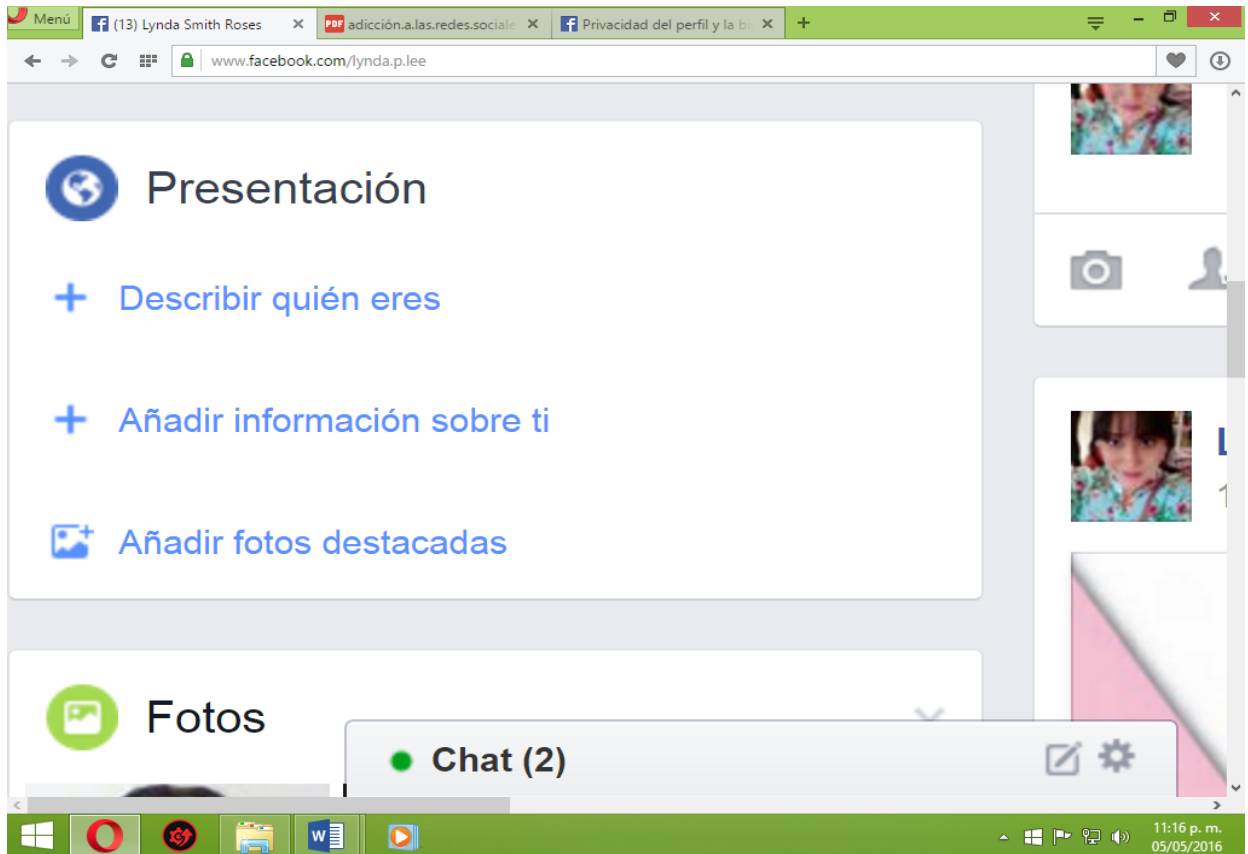 Menú
(13) Lynda Smith Roses
PDF adicción.a.las.redes.sociale
Privacidad del perfil y la bi
www.facebook.com/lynda.p.lee
Presentación
Describir quién eres
Añadir información sobre ti
Añadir fotos destacadas
L
1
Fotos
Chat (2)
11:16 p. m.
05/05/2016